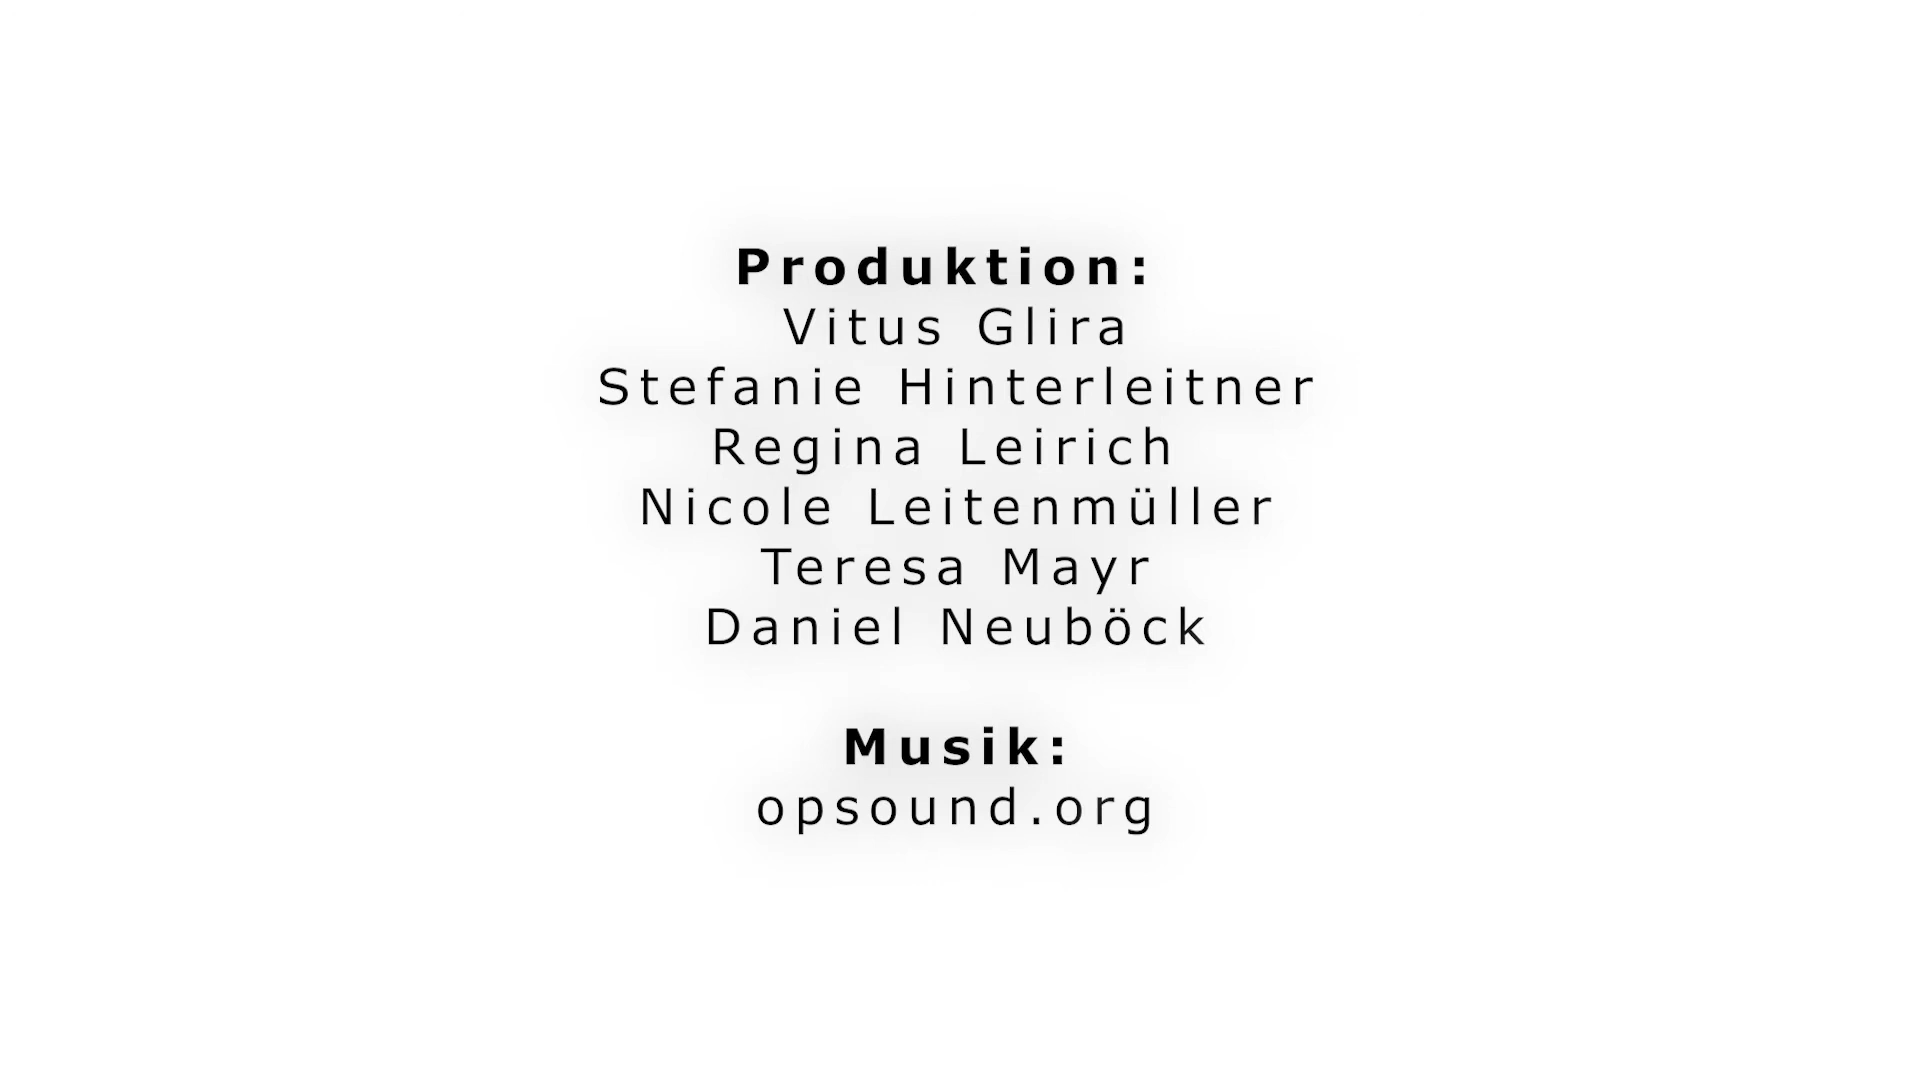 Produktion:
Vitus Glira
Stefanie Hinterleitner
Regina Leirich
Nicole Leitenmüller
Teresa Mayr
Daniel Neuböck
Musik:
opsound.org